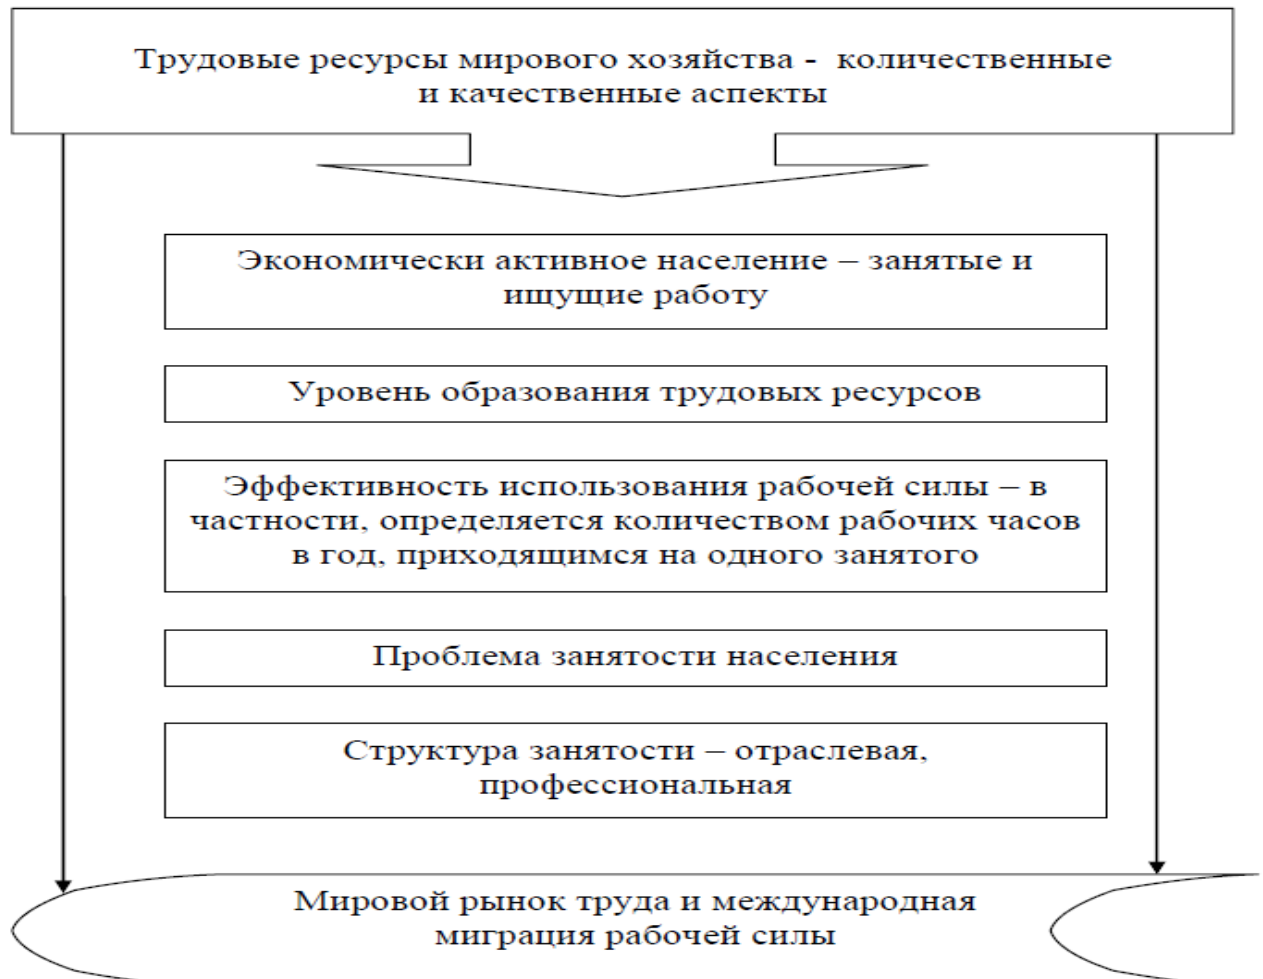 Трудовые ресурсы мирового хозяйства - количественные
и качественные аспекты
Экономически активное население – занятые и
ищущие работу
Уровень образования трудовых ресурсов
Эффективность использования рабочей силы – в
частности, определяется количеством рабочих часов
в год, приходящимся на одного занятого
Проблема занятости населения
Структура занятости – отраслевая,
профессиональная
Мировой рынок труда и международная
миграция рабочей силы